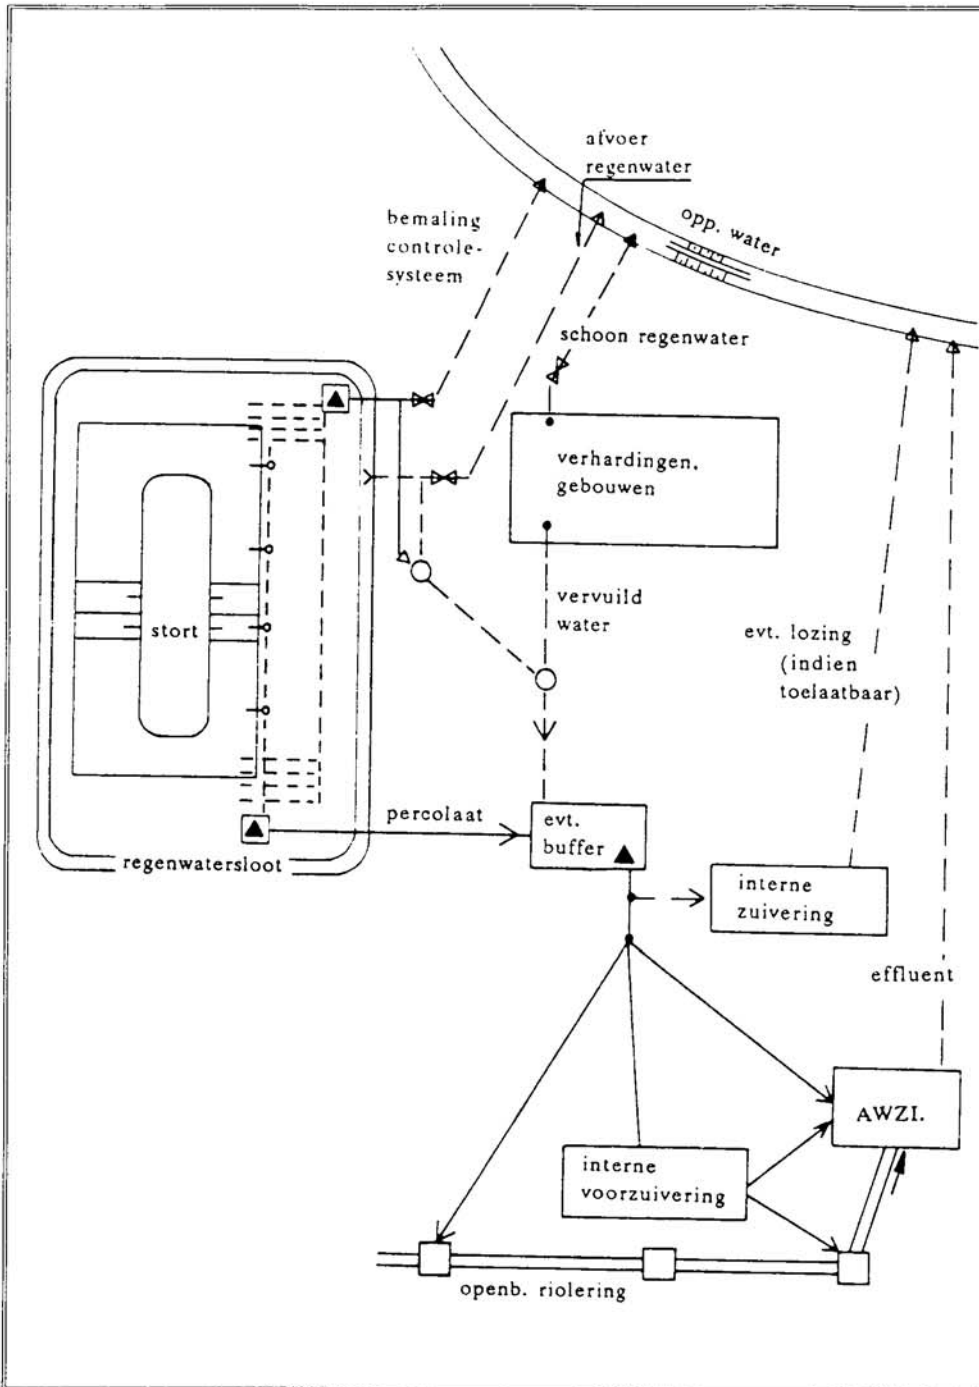 afvoer
regenwater
opp. water
bemaling
controle-
systeem
schoon regenwater
verhardingen,
gebouwen
stort
vervuild
water
evt. lozing
(indien
toelaatbaar)
percolaat
evt.
buffer
regenwatersloot
interne
zuivering
effluent
AWZI.
interne
voorzuivering
openb. riolering